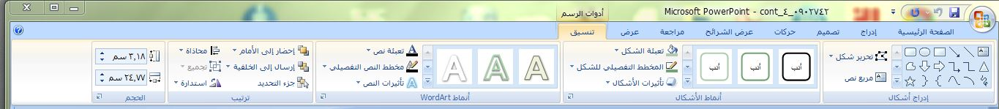 Microsoft PowerPoint - cont_٤_٠٩٠٢٧٤٢
أدوات الرسم
الصفحة الرئيسية إدراج تصميم حركات عرض الشرائح مراجعة عرض تنسيق
تحرير شكل
مربع نص
إدراج أشكال
أنب أنب أنب
تعبئة الشكل
المخطط التفصيلي للشكل
تأثيرات الأشكال
أنماط الأشكال
A A A
تعبئة نص
مخطط النص التفصيلي
تأثيرات النص
أنماط WordArt
إحضار إلى الأمام
إرسال إلى الخلفية
جزء التحديد
محاذاة
تجميع
استدارة
ترتيب
٣,١٨ سم
٢٤,٧٧ سم
الحجم